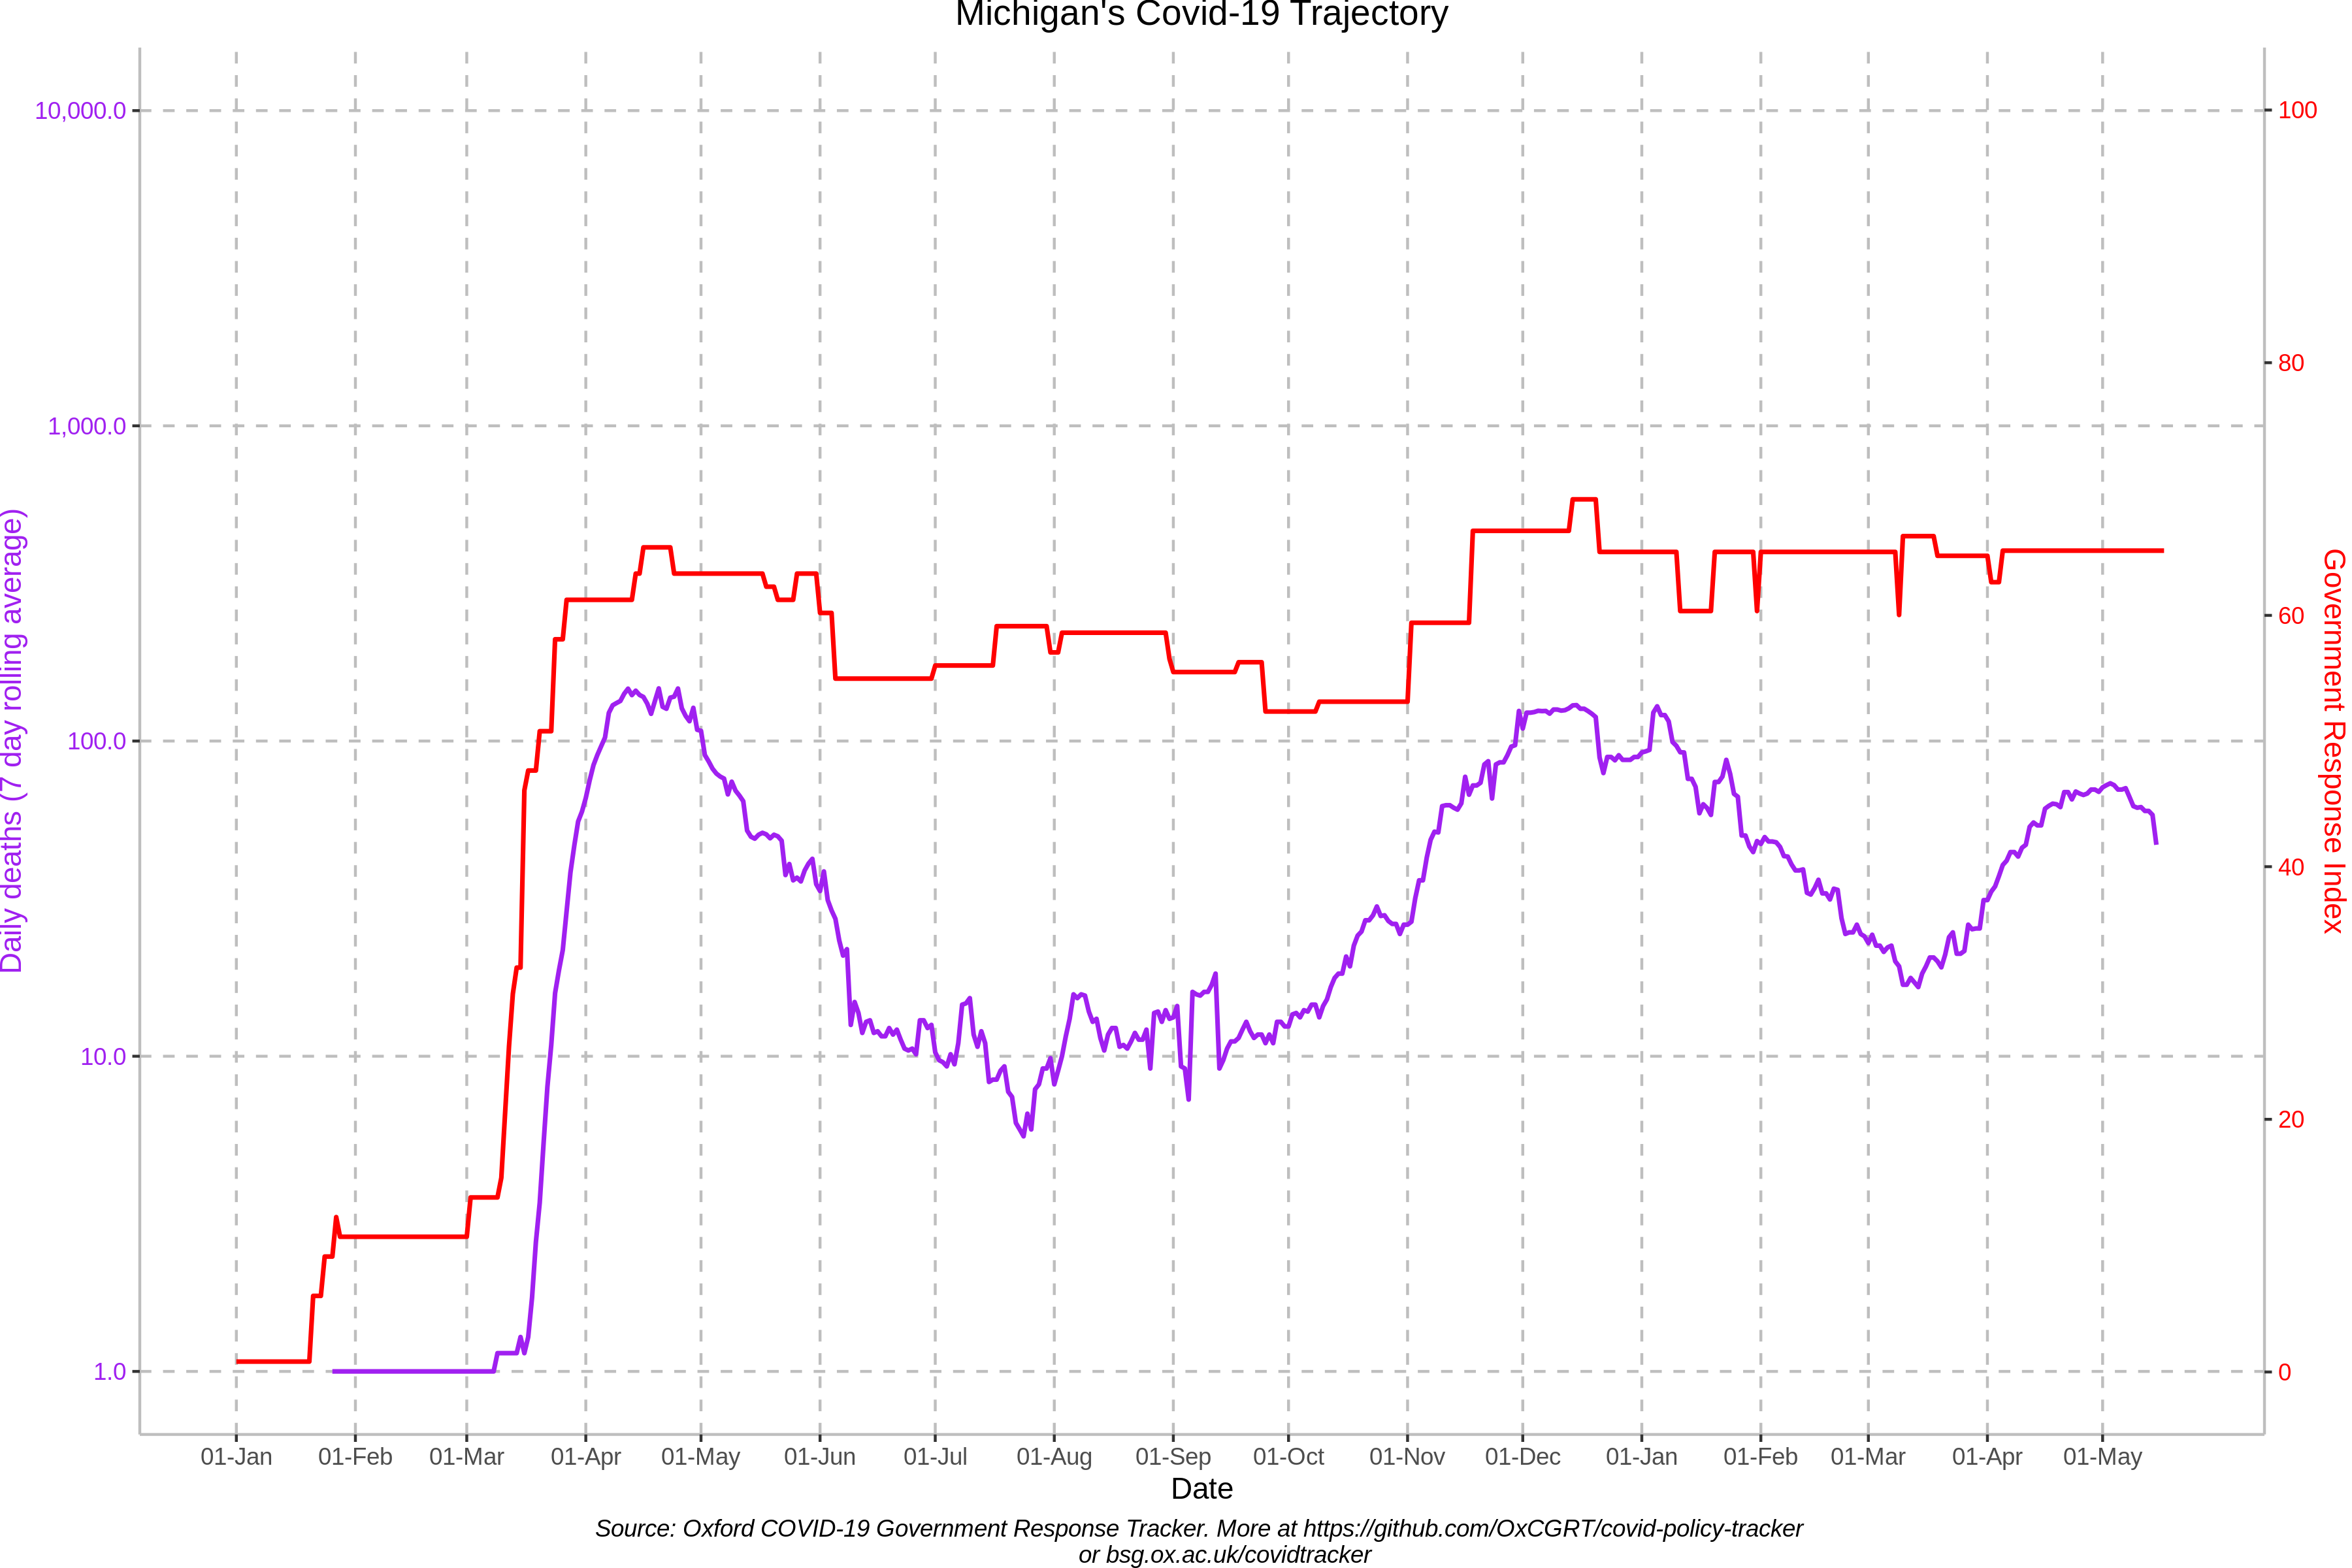 Michigan's Covid-19 Trajectory
10,000.0
1,000.0
100.0
10.0
1.0
Daily deaths (7 day rolling average)
100
80
60
40
20
0
Government Response Index
01-Jan 01-Feb 01-Mar 01-Apr 01-May 01-Jun 01-Jul 01-Aug 01-Sep 01-Oct 01-Nov 01-Dec 01-Jan 01-Feb 01-Mar 01-Apr 01-May
Date
Source: Oxford COVID-19 Government Response Tracker. More at https://github.com/OxCGRT/covid-policy-tracker
or bsg.ox.ac.uk/covidtracker